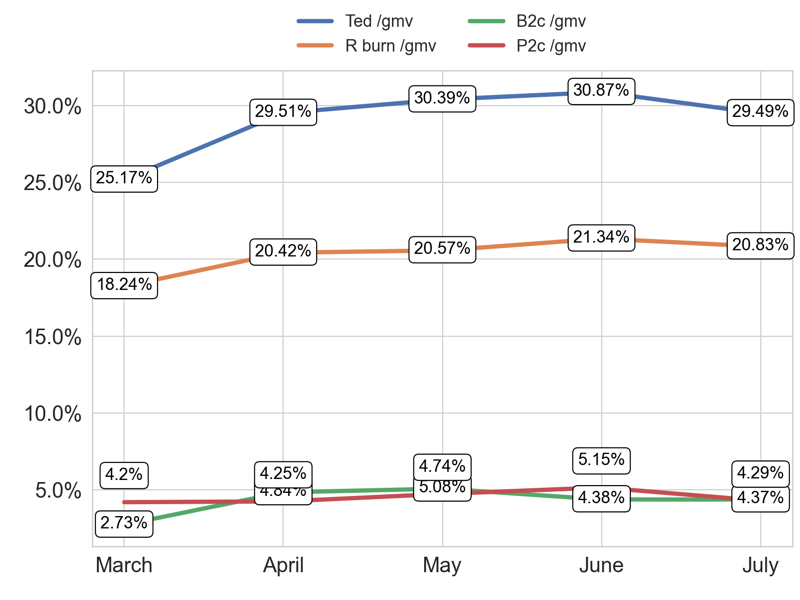 Ted /gmv
R burn /gmv
B2c /gmv
P2c /gmv
30.0%
25.0%
20.0%
15.0%
10.0%
5.0%
25.17%
29.51%
30.39%
30.87%
29.49%
18.24%
20.42%
20.57%
21.34%
20.83%
4.2%
4.25%
4.74%
5.15%
4.29%
2.73%
4.84%
5.08%
4.38%
4.37%
March
April
May
June
July